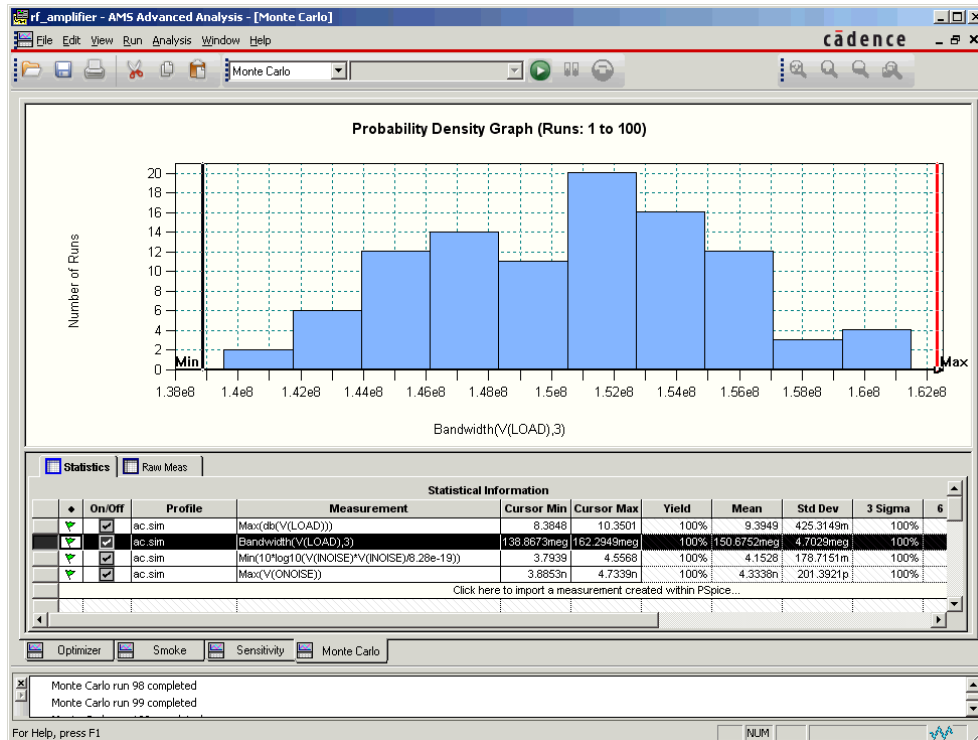 rf_amplifier - AMS Advanced Analysis - [Monte Carlo]
File Edit View Run Analysis Window Help
cādence
Monte Carlo
Probability Density Graph (Runs: 1 to 100)
Number of Runs
20
18
16
14
12
10
8
6
4
2
0
Min
Max
1.38e8 1.4e8 1.42e8 1.44e8 1.46e8 1.48e8 1.5e8 1.52e8 1.54e8 1.56e8 1.58e8 1.6e8 1.62e8
Bandwidth(V(LOAD),3)
Statistics Raw Meas
Statistical Information
On/Off Profile Measurement Cursor Min Cursor Max Yield Mean Std Dev 3 Sigma 6
ac.sim Max(db(V(LOAD))) 8.3848 10.3501 100% 9.3949 425.3149m 100%
ac.sim Bandwidth(V(LOAD),3) 138.8673meg 162.2949meg 100% 150.6752meg 4.7029meg 100%
ac.sim Min(10*log10(V(INOISE)*V(INOISE)/8.28e-19)) 3.7939 4.5568 100% 4.1528 178.7151m 100%
ac.sim Max(V(ONOISE)) 3.8853n 4.7339n 100% 4.3338n 201.3921p 100%
Click here to import a measurement created within PSpice...
Optimizer Smoke Sensitivity Monte Carlo
Monte Carlo run 98 completed
Monte Carlo run 99 completed
For Help, press F1
NUM